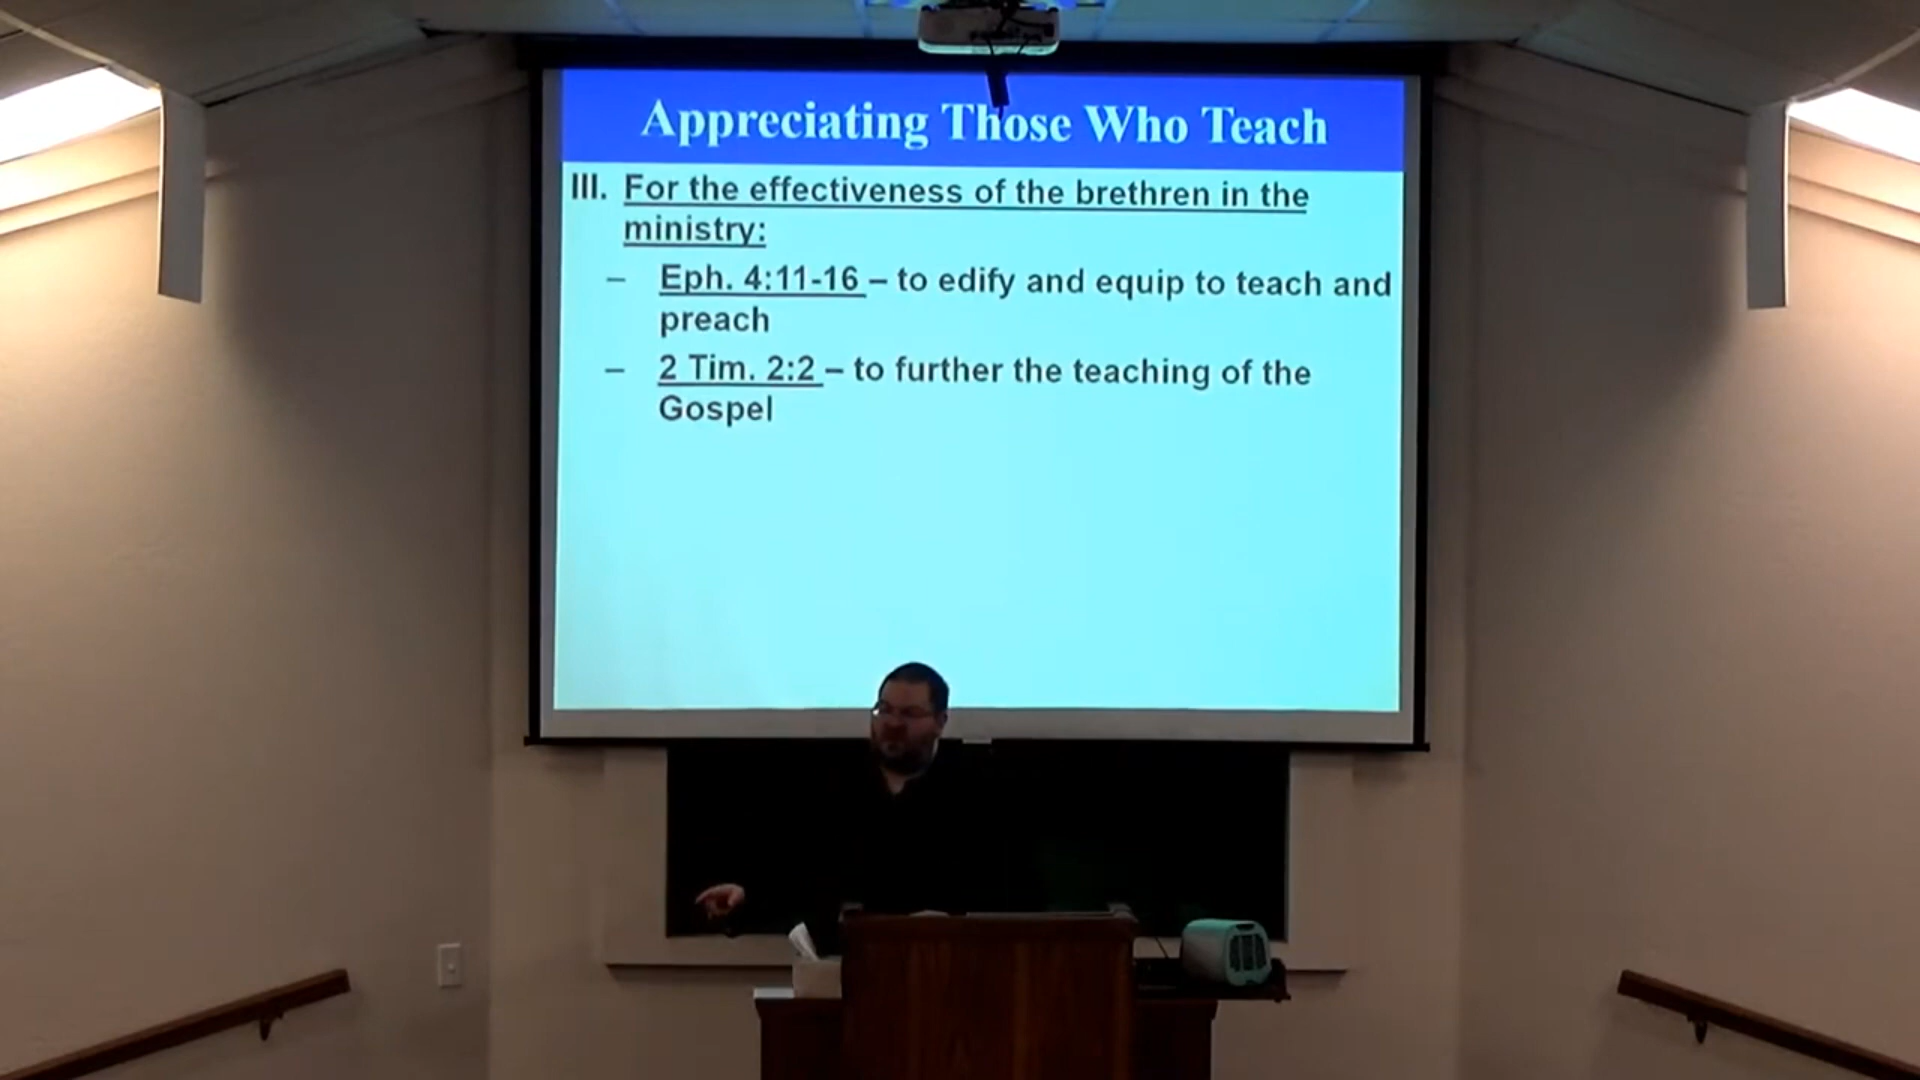 Appreciating Those Who Teach
III. For the effectiveness of the brethren in the
ministry:
– Eph. 4:11-16 – to edify and equip to teach and
preach
– 2 Tim. 2:2 – to further the teaching of the
Gospel